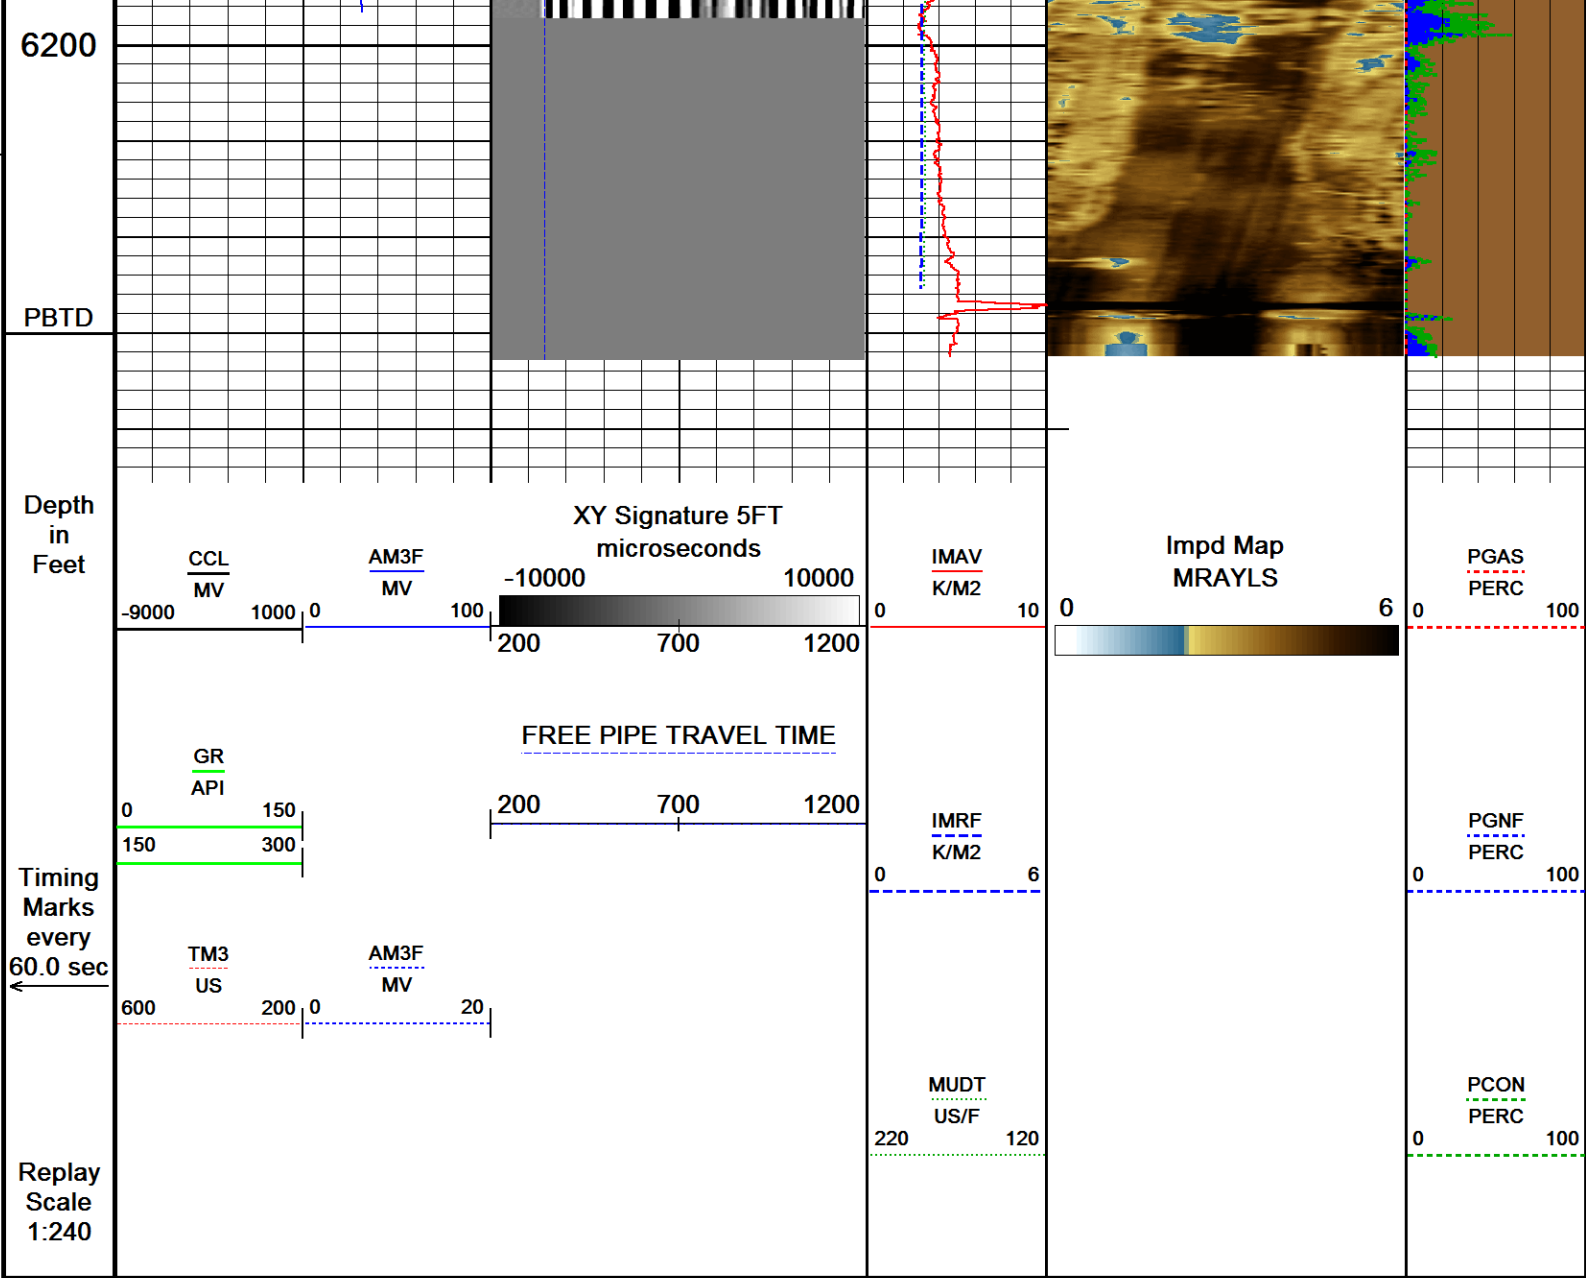 6200
PBTD
Depth
in
Feet
CCL
MV
-9000 1000
AM3F
MV
0 100
XY Signature 5FT
microseconds
-10000 10000
200 700 1200
IMAV
K/M2
0 10
Impd Map
MRAYLS
0 6
PGAS
PERC
0 100
FREE PIPE TRAVEL TIME
200 700 1200
GR
API
0 150
150 300
IMRF
K/M2
0 6
PGNF
PERC
0 100
Timing
Marks
every
60.0 sec
TM3
US
600 200
AM3F
MV
0 20
MUDT
US/F
220 120
PCON
PERC
0 100
Replay
Scale
1:240